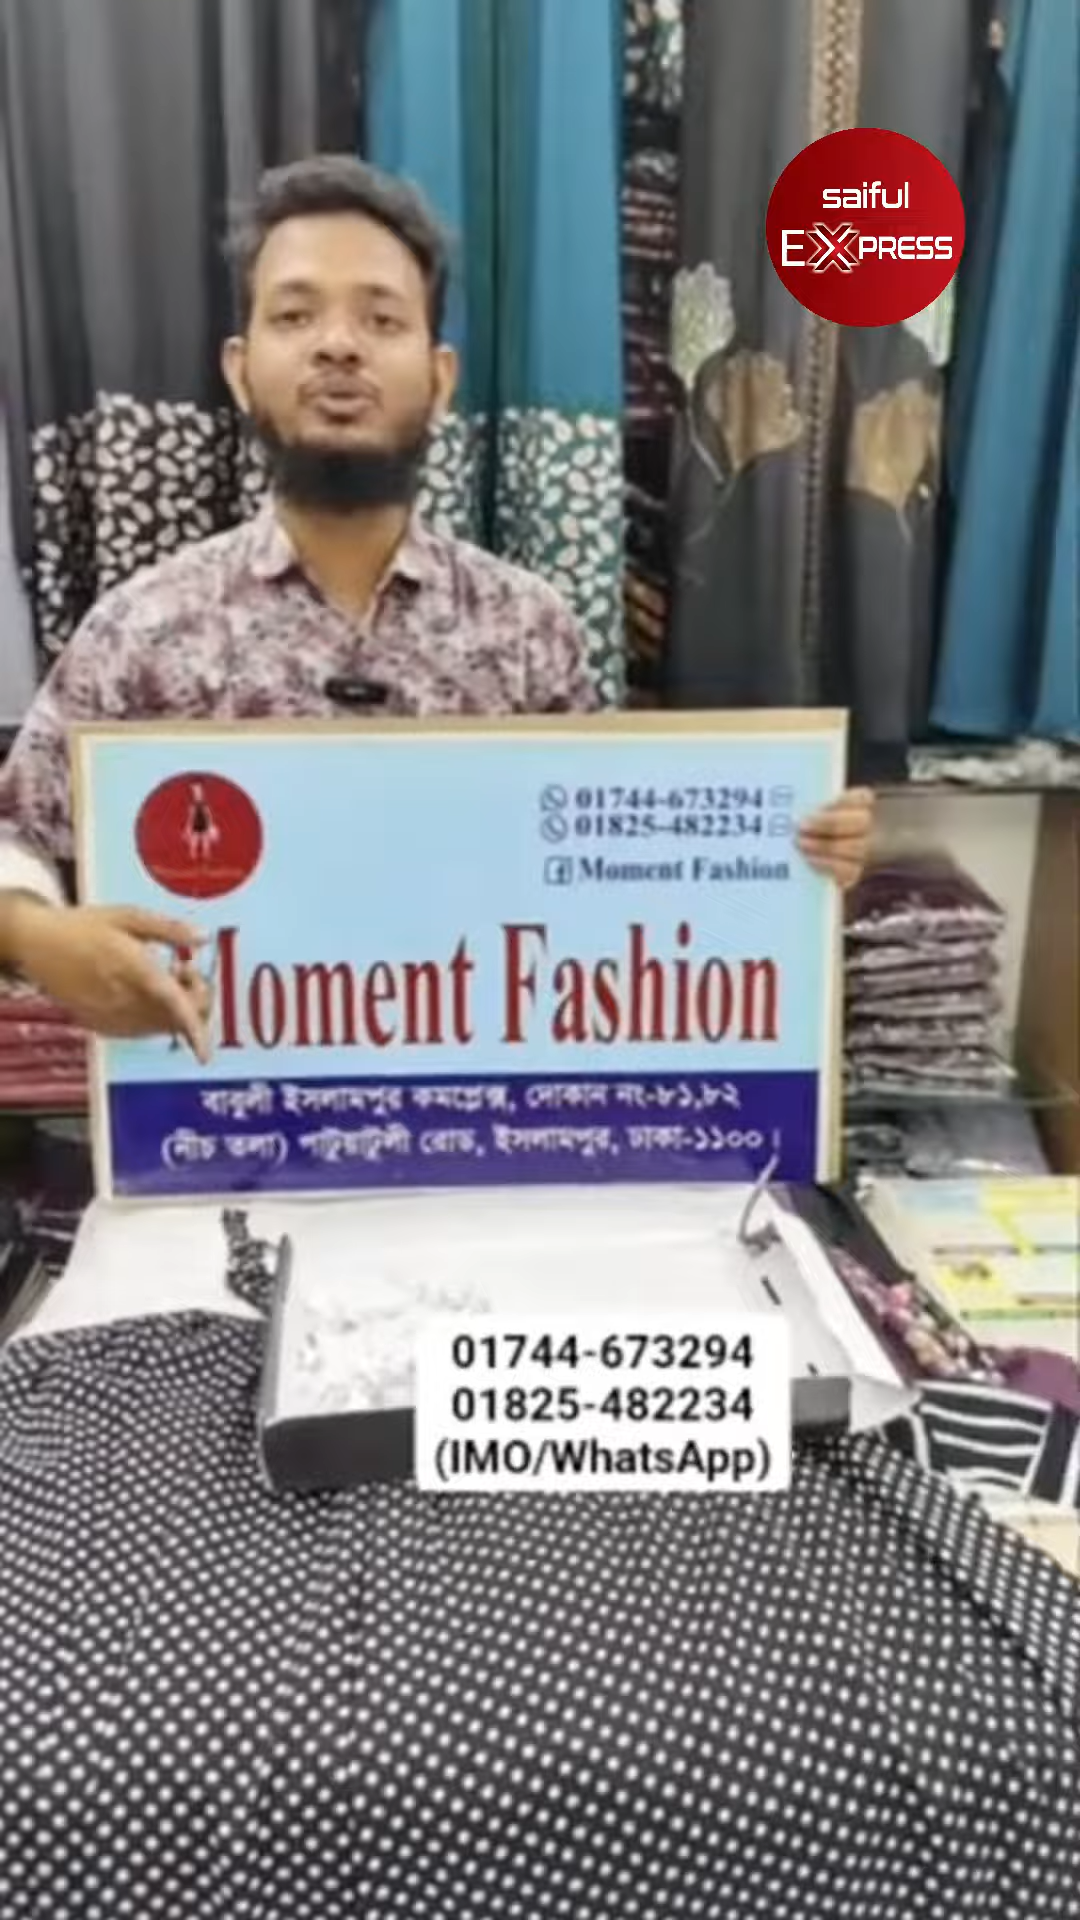 saiful
EXPRESS
01744-673294
01825-482234
Moment Fashion
Moment Fashion
বাবুলী ইসলামপুর কমপ্লেক্স, দোকান নং-৮১,৮২
(নীচ তলা) পাটুয়াটুলী রোড, ইসলামপুর, ঢাকা-১১০০।
01744-673294
01825-482234
(IMO/WhatsApp)